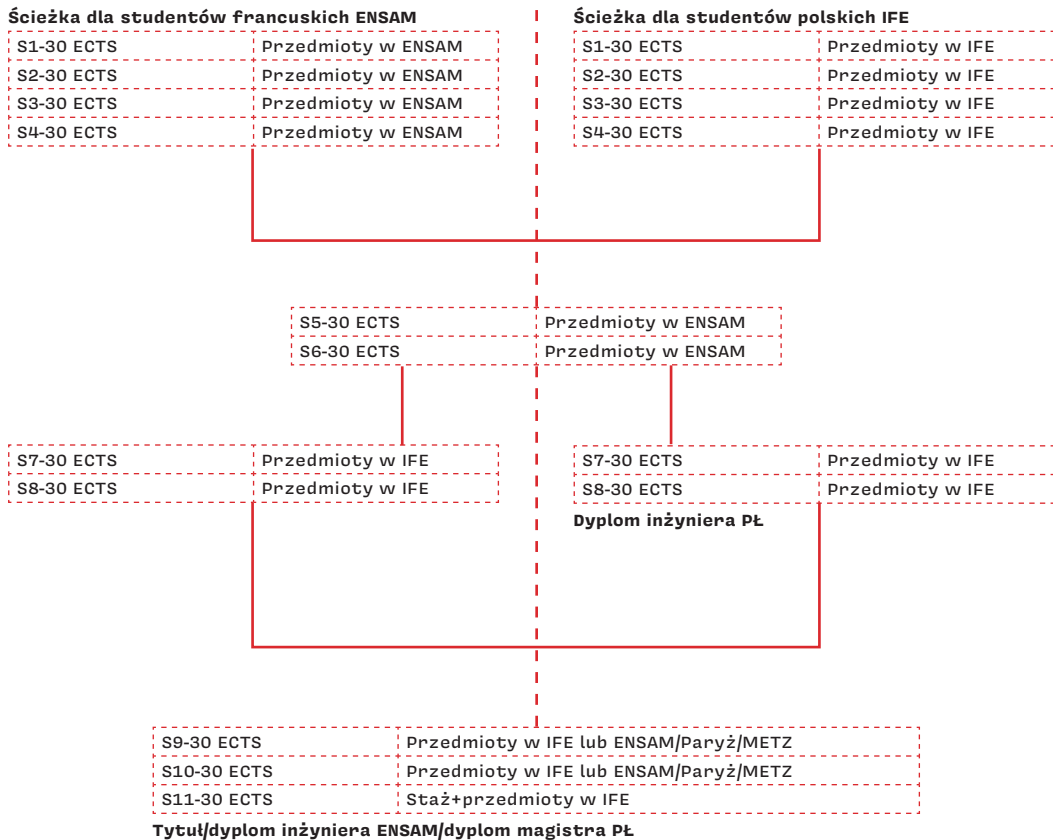 Ścieżka dla studentów francuskich ENSAM
S1-30 ECTS Przedmioty w ENSAM
S2-30 ECTS Przedmioty w ENSAM
S3-30 ECTS Przedmioty w ENSAM
S4-30 ECTS Przedmioty w ENSAM
Ścieżka dla studentów polskich IFE
S1-30 ECTS Przedmioty w IFE
S2-30 ECTS Przedmioty w IFE
S3-30 ECTS Przedmioty w IFE
S4-30 ECTS Przedmioty w IFE
S5-30 ECTS Przedmioty w ENSAM
S6-30 ECTS Przedmioty w ENSAM
S7-30 ECTS Przedmioty w IFE
S8-30 ECTS Przedmioty w IFE
S7-30 ECTS Przedmioty w IFE
S8-30 ECTS Przedmioty w IFE
Dyplom inżyniera PŁ
S9-30 ECTS Przedmioty w IFE lub ENSAM/Paryż/METZ
S10-30 ECTS Przedmioty w IFE lub ENSAM/Paryż/METZ
S11-30 ECTS Staż+przedmioty w IFE
Tytuł/dyplom inżyniera ENSAM/dyplom magistra PŁ